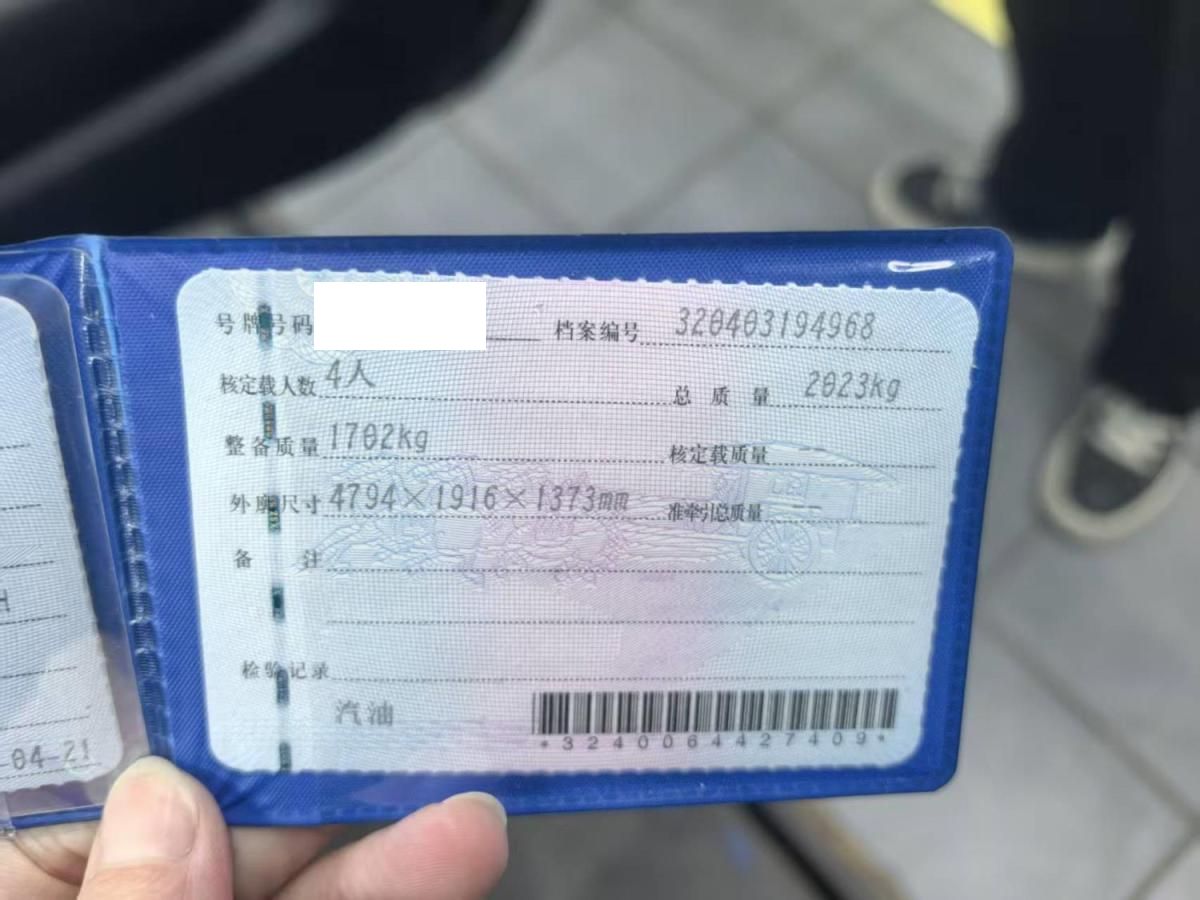 号牌号码 档案编号 320403194968
核定载人数 4人 总质量 2023kg
整备质量 1702kg 核定载质量 --
外廓尺寸 4794×1916×1373mm 准牵引总质量 --
备注
检验记录
汽油
*3240064427409*
H
-04-21